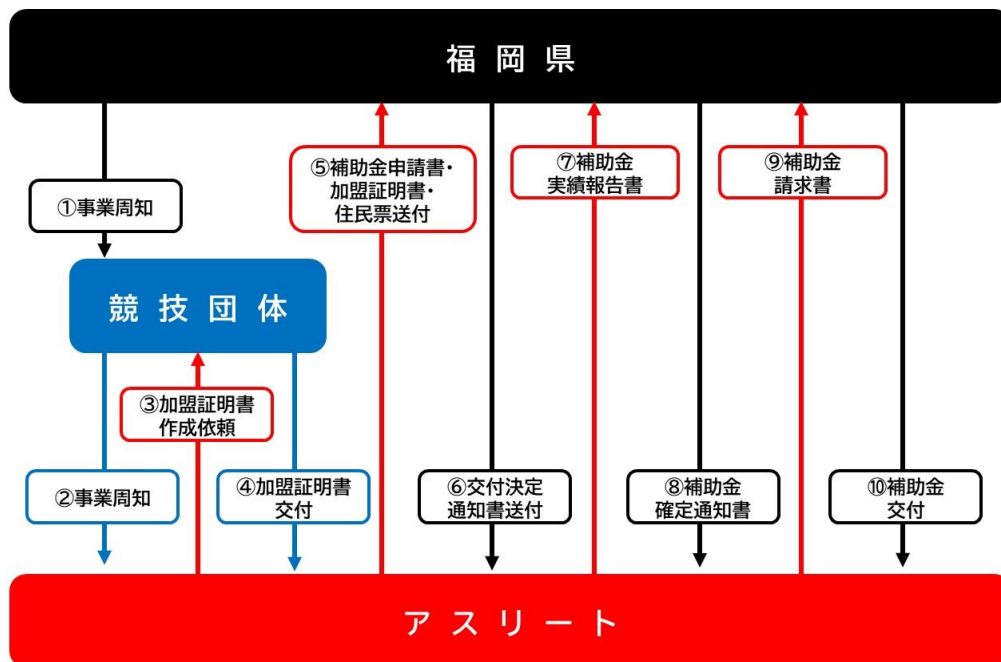 福岡県
①事業周知
競技団体
②事業周知
③加盟証明書
作成依頼
④加盟証明書
交付
⑤補助金申請書・
加盟証明書・
住民票送付
⑥交付決定
通知書送付
⑦補助金
実績報告書
⑧補助金
確定通知書
⑨補助金
請求書
⑩補助金
交付
アスリート